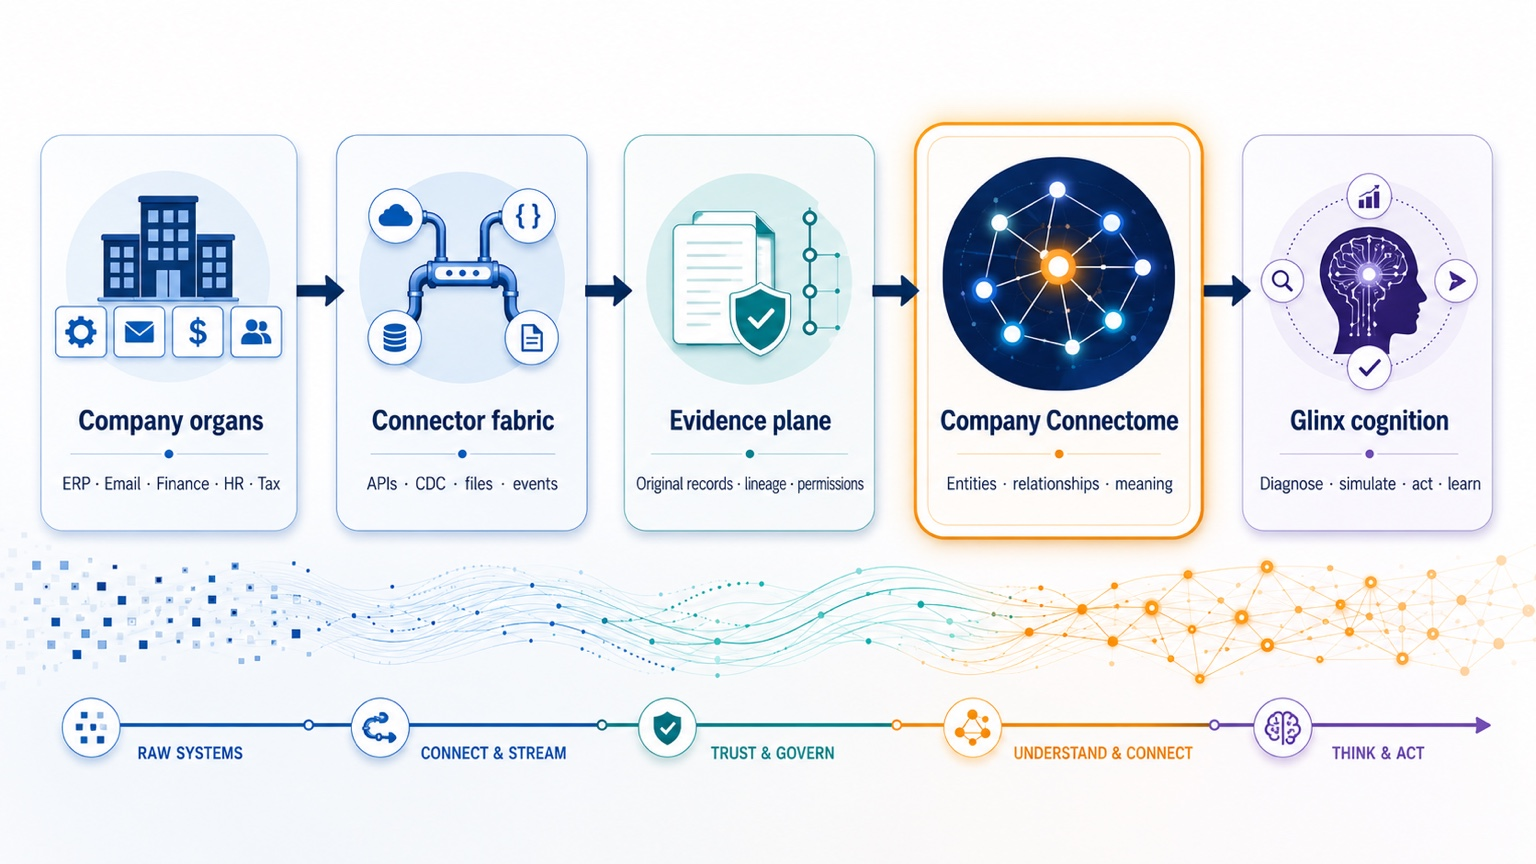 {}
$
Company organs
ERP · Email · Finance · HR · Tax
Connector fabric
APIs · CDC · files · events
Evidence plane
Original records · lineage · permissions
Company Connectome
Entities · relationships · meaning
Glinx cognition
Diagnose · simulate · act · learn
RAW SYSTEMS
CONNECT & STREAM
TRUST & GOVERN
UNDERSTAND & CONNECT
THINK & ACT